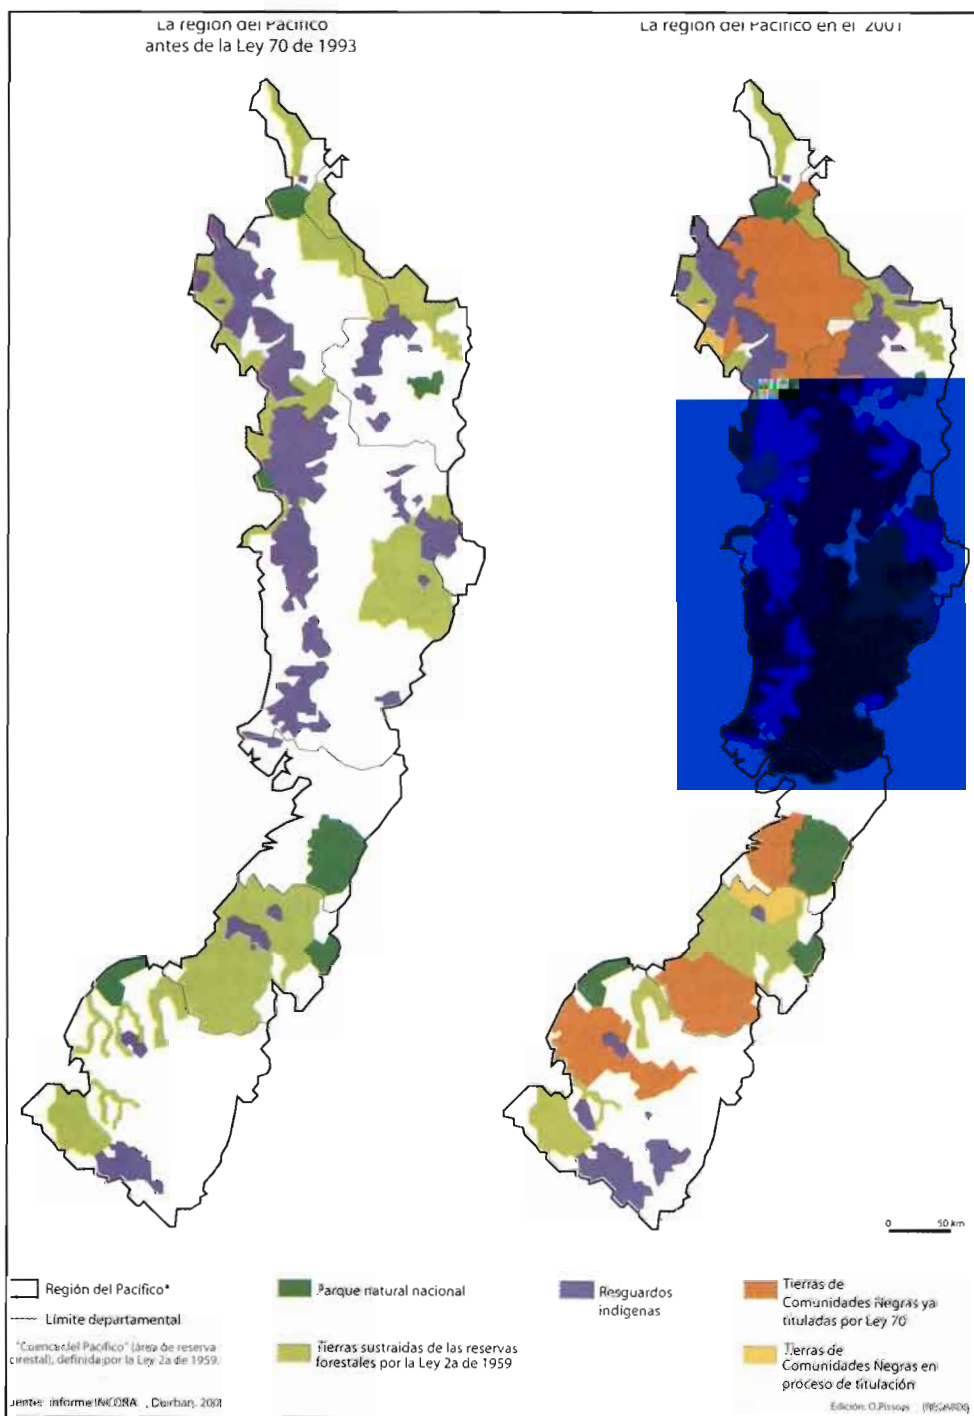 La región del Pacífico
antes de la Ley 70 de 1993
La región del Pacífico en el 2001
0 50 km
Región del Pacífico*
Límite departamental
"Cuenca del Pacífico" (área de reserva
forestal), definida por la Ley 2a de 1959.
Parque natural nacional
Tierras sustraidas de las reservas
forestales por la Ley 2a de 1959
Resguardos
indígenas
Tierras de
Comunidades Negras ya
tituladas por Ley 70
Tierras de
Comunidades Negras en
proceso de titulación
informe INCORA, Durban, 2001
Edición: O.Pissoat